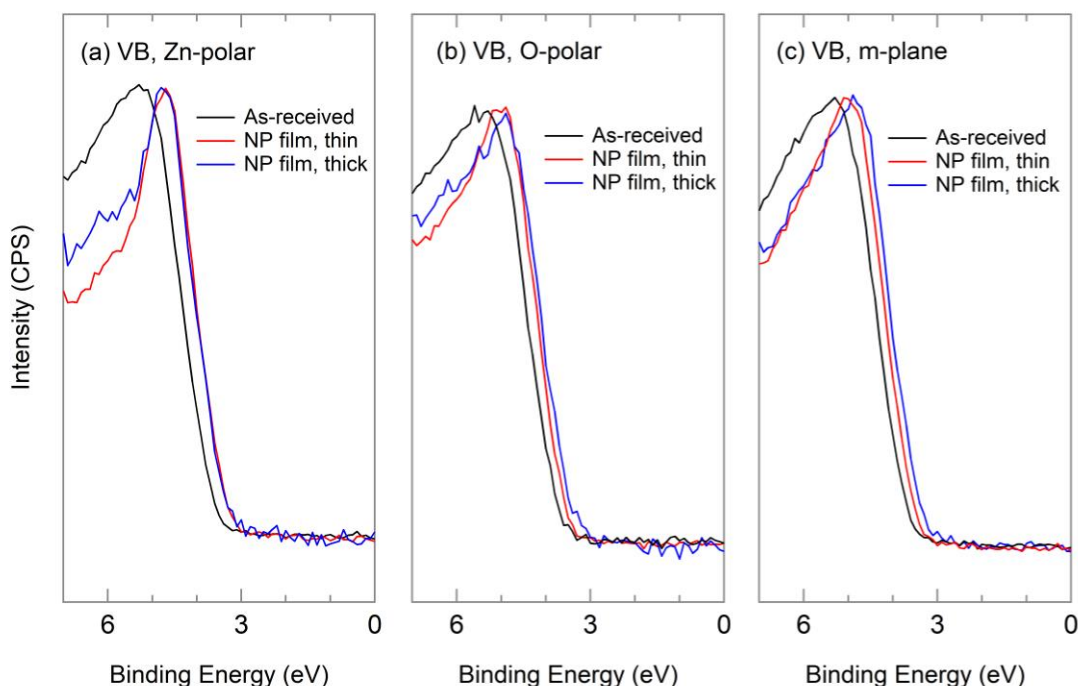 (a) VB, Zn-polar
As-received
NP film, thin
NP film, thick
(b) VB, O-polar
As-received
NP film, thin
NP film, thick
(c) VB, m-plane
As-received
NP film, thin
NP film, thick
Intensity (CPS)
6 3 0
6 3 0
6 3 0
Binding Energy (eV)
Binding Energy (eV)
Binding Energy (eV)